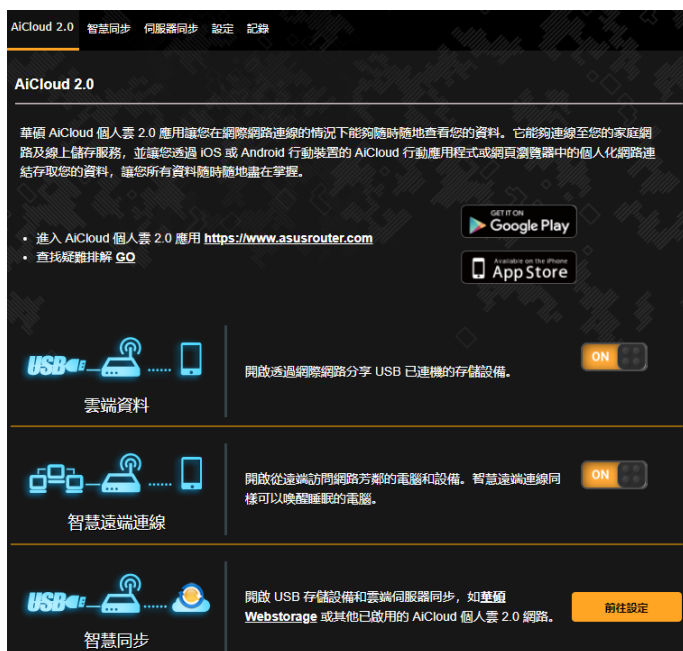 AiCloud 2.0 智慧同步 伺服器同步 設定 記錄
AiCloud 2.0
華碩 AiCloud 個人雲 2.0 應用讓您在網際網路連線的情況下能夠隨時隨地查看您的資料。它能夠連線至您的家庭網
路及線上儲存服務，並讓您透過 iOS 或 Android 行動裝置的 AiCloud 行動應用程式或網頁瀏覽器中的個人化網路連
結存取您的資料，讓您所有資料隨時隨地盡在掌握。
GET IT ON
Google Play
• 進入 AiCloud 個人雲 2.0 應用 https://www.asusrouter.com
• 查找疑難排解 GO
Available on the iPhone
App Store
USB
開啟透過網際網路分享 USB 已連機的存儲設備。
ON
雲端資料
開啟從遠端訪問網路芳鄰的電腦和設備。智慧遠端連線同
樣可以喚醒睡眠的電腦。
ON
智慧遠端連線
USB
開啟 USB 存儲設備和雲端伺服器同步，如華碩
Webstorage 或其他已啟用的 AiCloud 個人雲 2.0 網路。
前往設定
智慧同步